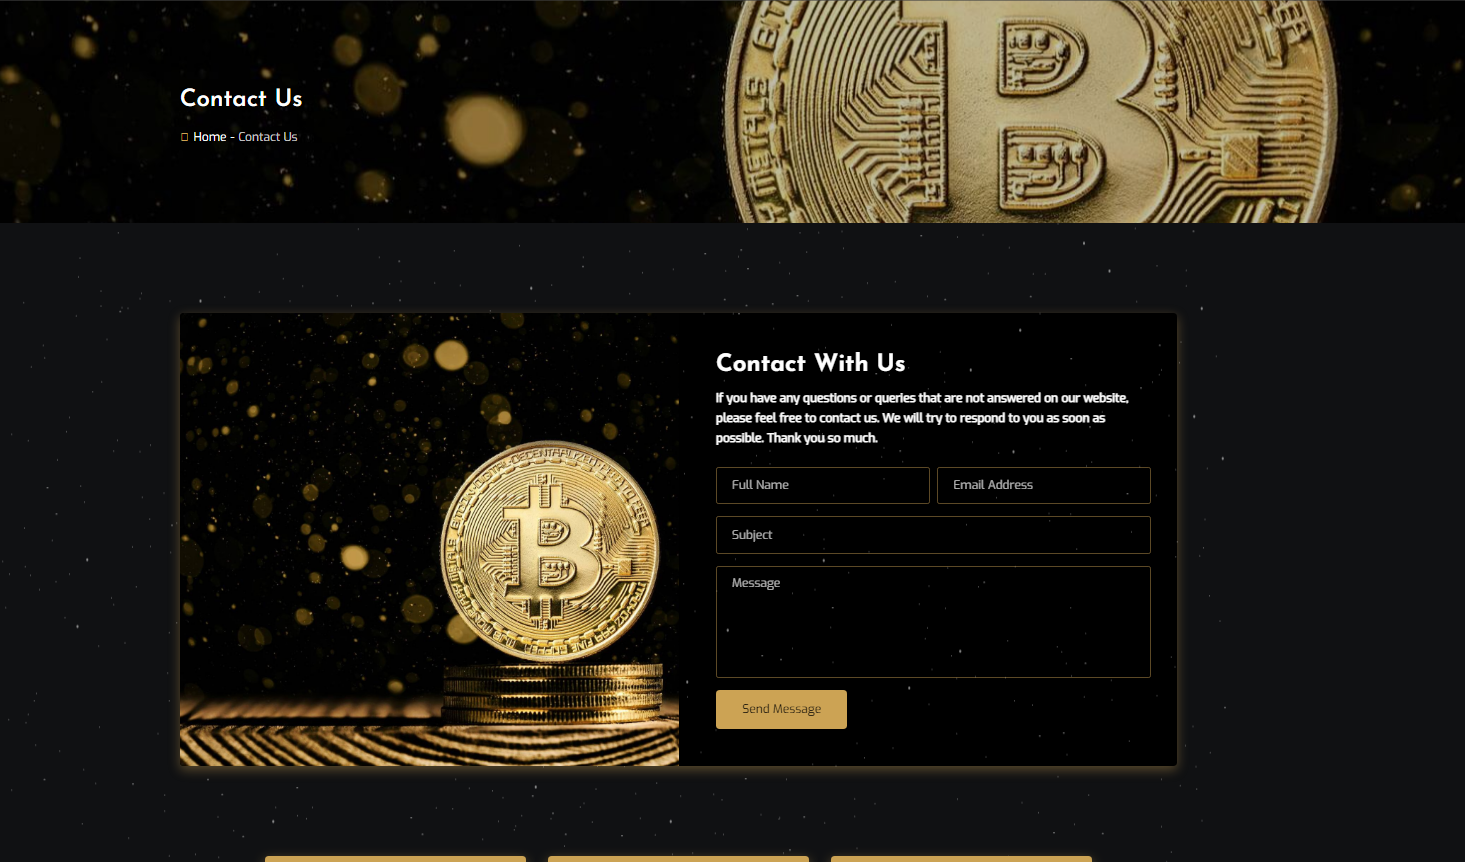 Contact Us
Home - Contact Us
Contact With Us
If you have any questions or queries that are not answered on our website,
please feel free to contact us. We will try to respond to you as soon as
possible. Thank you so much.
Full Name Email Address
Subject
Message
Send Message